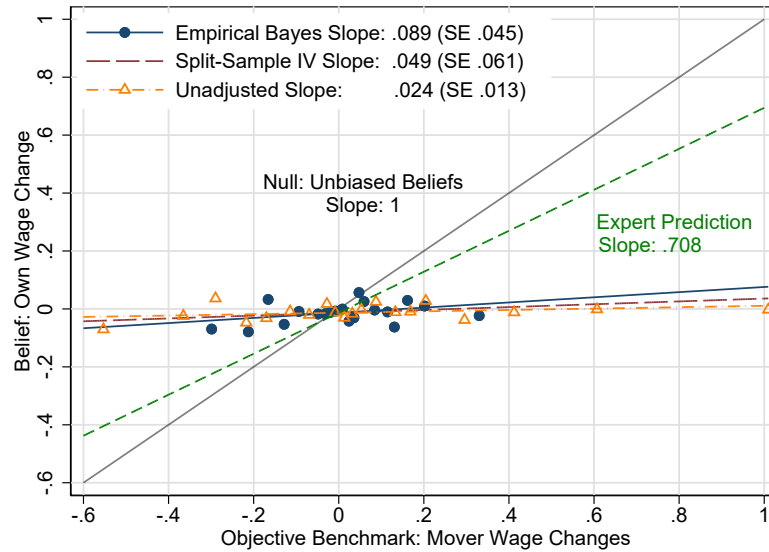 Empirical Bayes Slope: .089 (SE .045)
Split-Sample IV Slope: .049 (SE .061)
Unadjusted Slope: .024 (SE .013)
Null: Unbiased Beliefs
Slope: 1
Expert Prediction
Slope: .708
Belief: Own Wage Change
1
.8
.6
.4
.2
0
-.2
-.4
-.6
-.6
-.4
-.2
0
.2
.4
.6
.8
1
Objective Benchmark: Mover Wage Changes